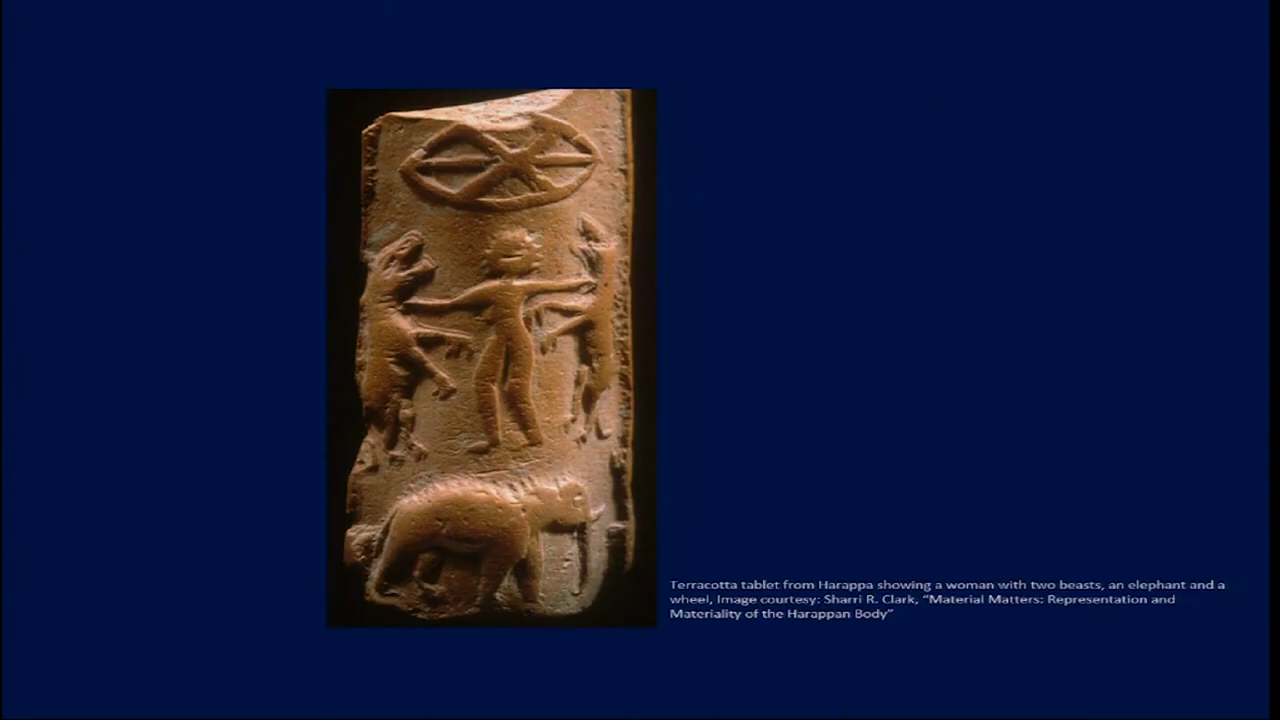 Terracotta tablet from Harappa showing a woman with two beasts, an elephant and a
wheel, Image courtesy: Sharri R. Clark, “Material Matters: Representation and
Materiality of the Harappan Body”